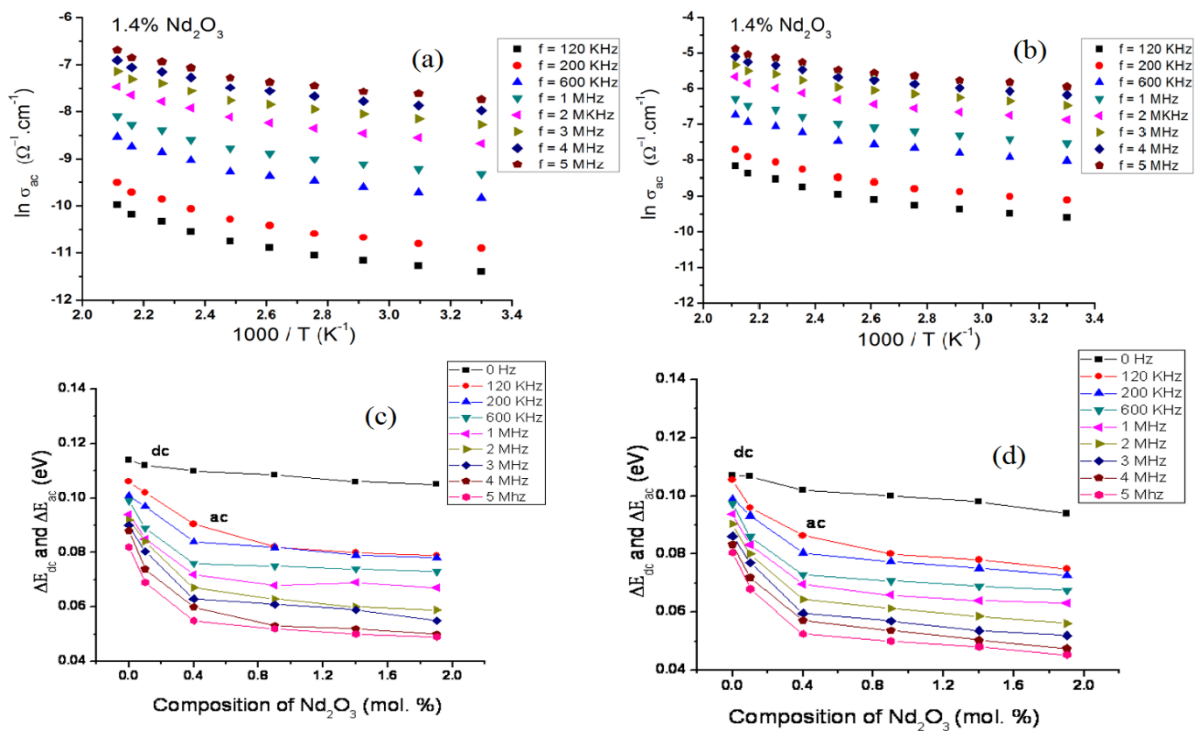 1.4% Nd₂O₃
(a)
f = 120 KHz
f = 200 KHz
f = 600 KHz
f = 1 MHz
f = 2 MKHz
f = 3 MHz
f = 4 MHz
f = 5 MHz
-6
-7
-8
-9
-10
-11
-12
ln σac (Ω⁻¹.cm⁻¹)
2.0 2.2 2.4 2.6 2.8 3.0 3.2 3.4
1000 / T (K⁻¹)
1.4% Nd₂O₃
(b)
f = 120 KHz
f = 200 KHz
f = 600 KHz
f = 1 MHz
f = 2 MKHz
f = 3 MHz
f = 4 MHz
f = 5 MHz
-4
-5
-6
-7
-8
-9
-10
-11
-12
ln σac (Ω⁻¹.cm⁻¹)
2.0 2.2 2.4 2.6 2.8 3.0 3.2 3.4
1000 / T (K⁻¹)
(c)
0 Hz
120 KHz
200 KHz
600 KHz
1 MHz
2 MHz
3 MHz
4 MHz
5 Mhz
dc
ac
0.14
0.12
0.10
0.08
0.06
0.04
ΔEdc and ΔEac (eV)
0.0 0.4 0.8 1.2 1.6 2.0
Composition of Nd₂O₃ (mol. %)
(d)
0 Hz
120 KHz
200 KHz
600 KHz
1 MHz
2 MHz
3 MHz
4 MHz
5 MHz
dc
ac
0.14
0.12
0.10
0.08
0.06
0.04
ΔEdc and ΔEac (eV)
0.0 0.4 0.8 1.2 1.6 2.0
Composition of Nd₂O₃ (mol. %)